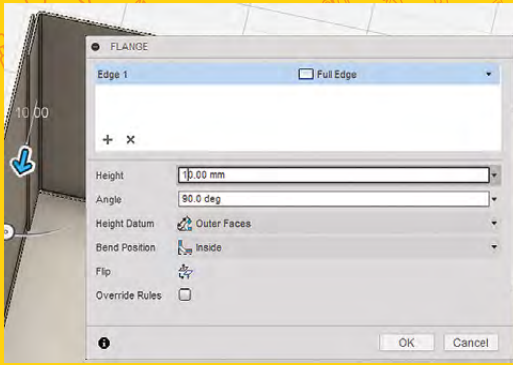 FLANGE
Edge 1 Full Edge
10.00
Height 10.00 mm
Angle 90.0 deg
Height Datum Outer Faces
Bend Position Inside
Flip
Override Rules
OK Cancel